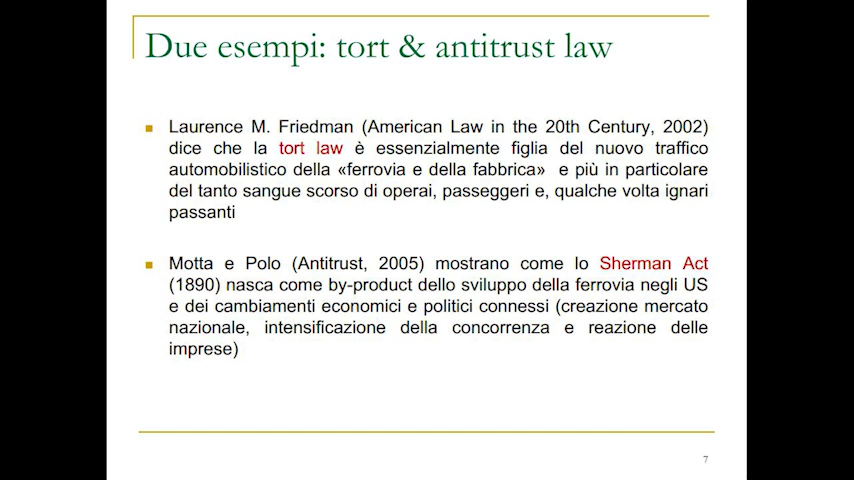 Due esempi: tort & antitrust law
Laurence M. Friedman (American Law in the 20th Century, 2002)
dice che la tort law è essenzialmente figlia del nuovo traffico
automobilistico della «ferrovia e della fabbrica» e più in particolare
del tanto sangue scorso di operai, passeggeri e, qualche volta ignari
passanti
Motta e Polo (Antitrust, 2005) mostrano come lo Sherman Act
(1890) nasca come by-product dello sviluppo della ferrovia negli US
e dei cambiamenti economici e politici connessi (creazione mercato
nazionale, intensificazione della concorrenza e reazione delle
imprese)
7